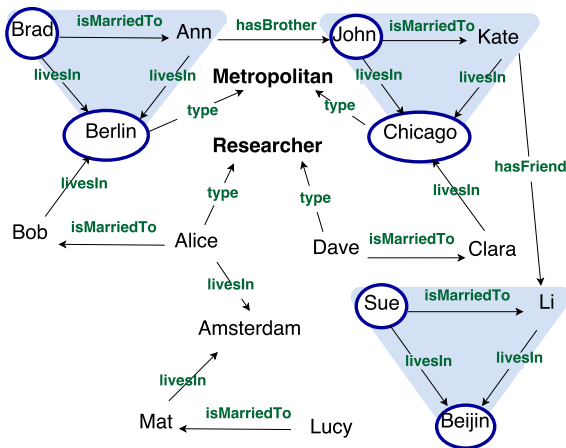 Brad isMarriedTo Ann hasBrother John isMarriedTo Kate
livesIn livesIn Metropolitan livesIn livesIn
Berlin type type Chicago
Researcher
livesIn type type livesIn hasFriend
Bob isMarriedTo Alice Dave isMarriedTo Clara
livesIn
Sue isMarriedTo Li
Amsterdam
livesIn livesIn livesIn
Mat isMarriedTo Lucy Beijin